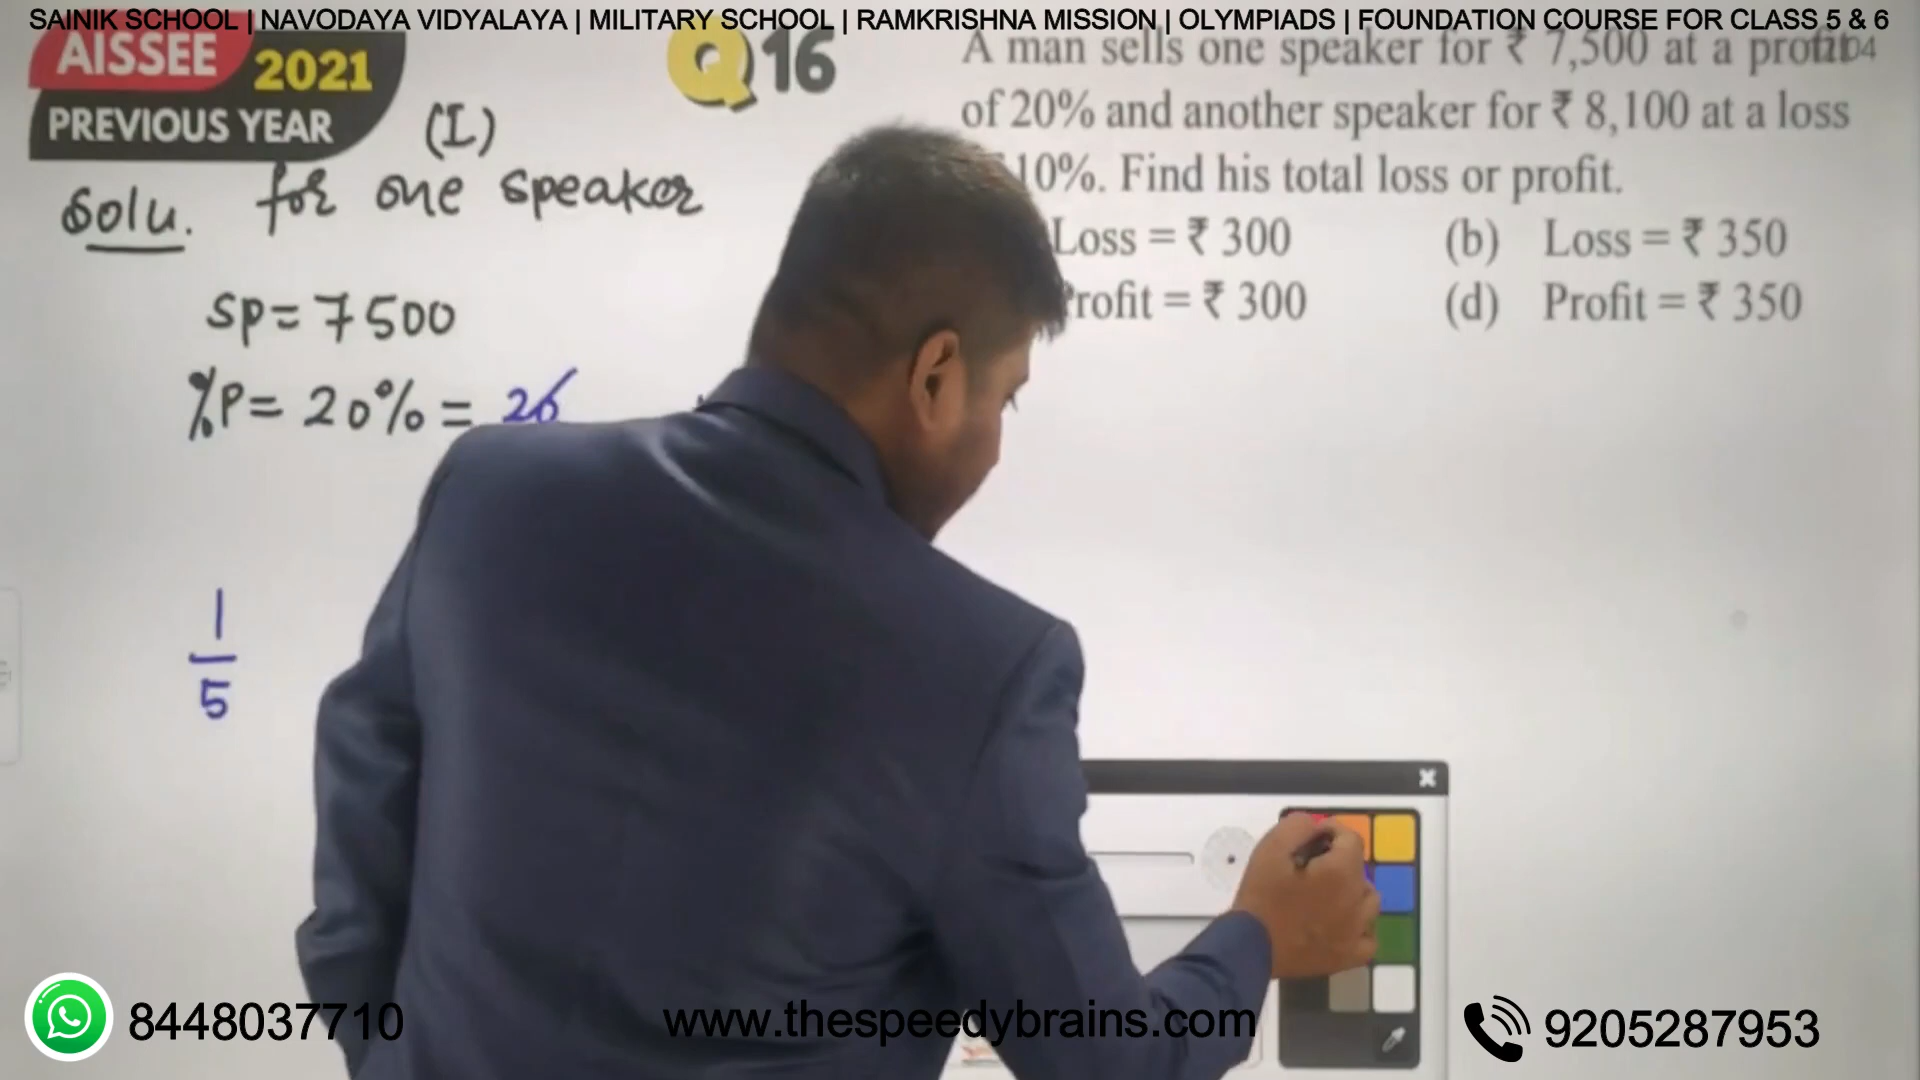 SAINIK SCHOOL | NAVODAYA VIDYALAYA | MILITARY SCHOOL | RAMKRISHNA MISSION | OLYMPIADS | FOUNDATION COURSE FOR CLASS 5 & 6
AISSEE 2021
PREVIOUS YEAR
Q16
A man sells one speaker for ₹ 7,500 at a profit
of 20% and another speaker for ₹ 8,100 at a loss
10%. Find his total loss or profit.
Loss = ₹ 300 (b) Loss = ₹ 350
Profit = ₹ 300 (d) Profit = ₹ 350
(I)
Solu. for one speaker
SP = 7500
%P = 20% = 20
1
5
8448037710
www.thespeedybrains.com
9205287953